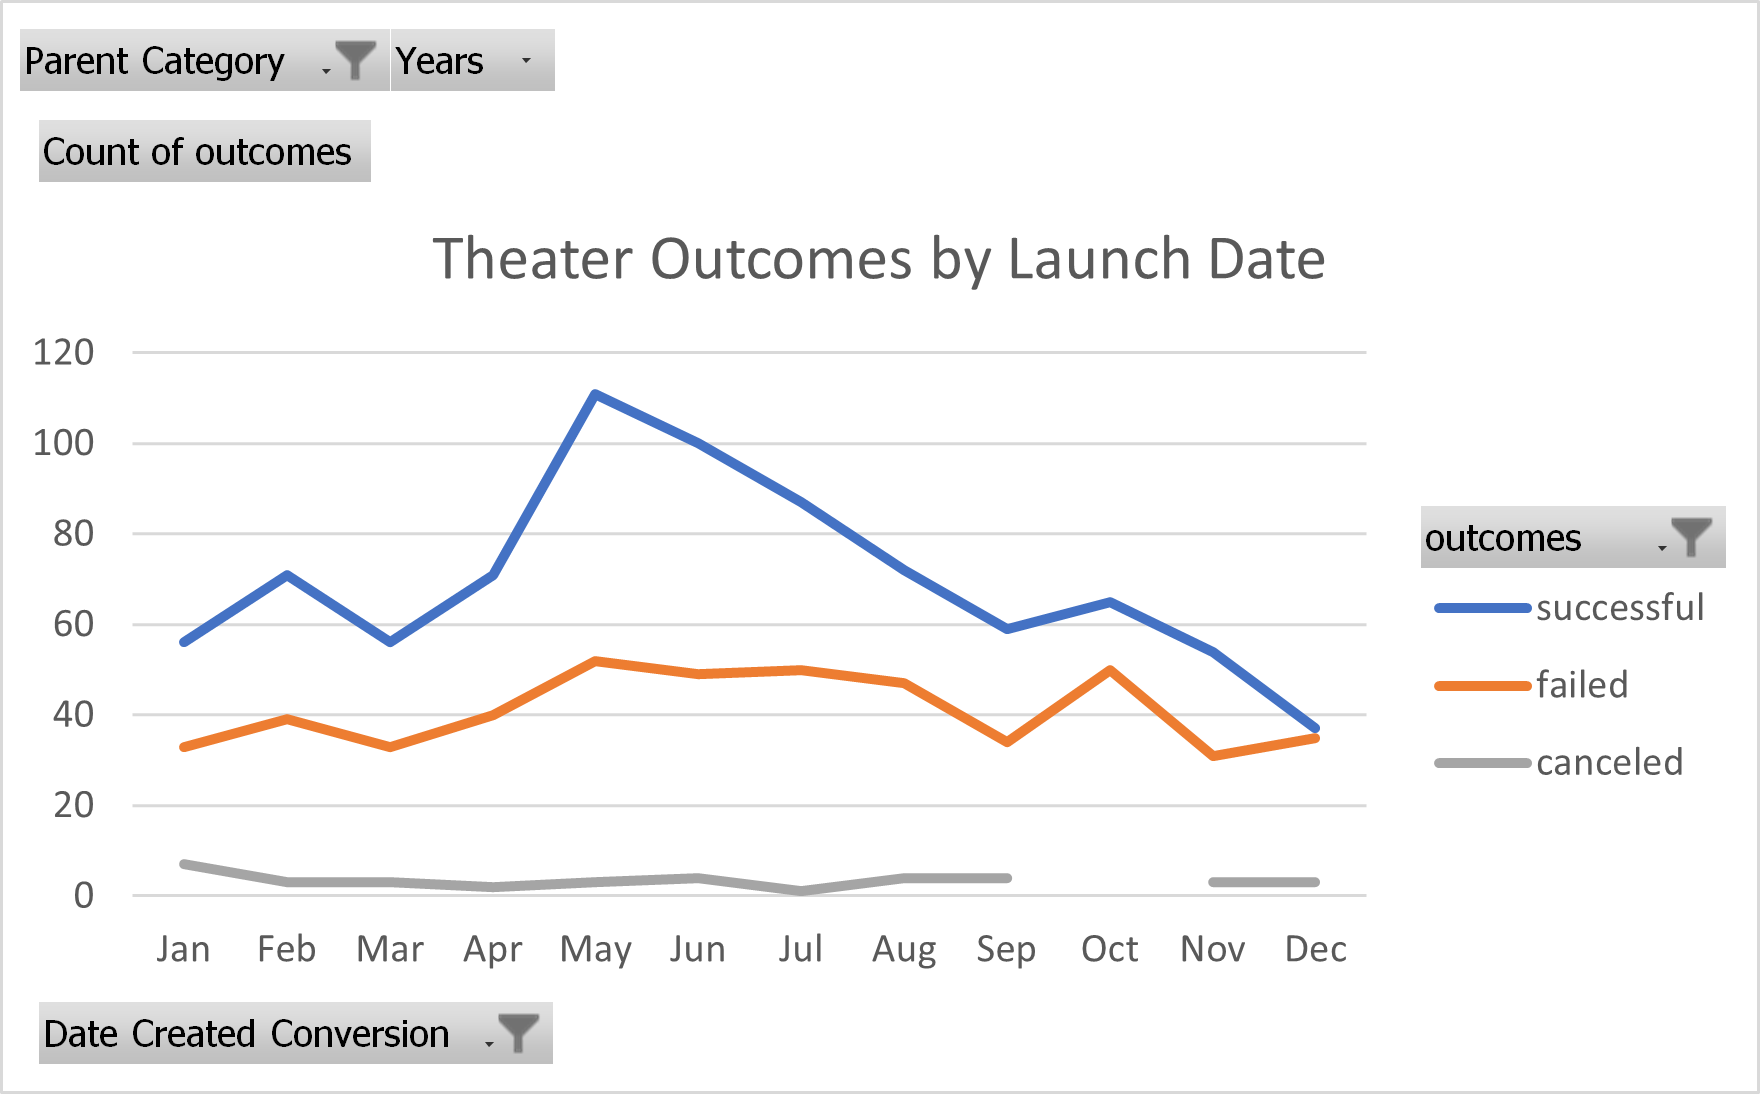 Parent Category Years
Count of outcomes
Theater Outcomes by Launch Date
120
100
80
60
40
20
0
Jan Feb Mar Apr May Jun Jul Aug Sep Oct Nov Dec
outcomes
successful
failed
canceled
Date Created Conversion